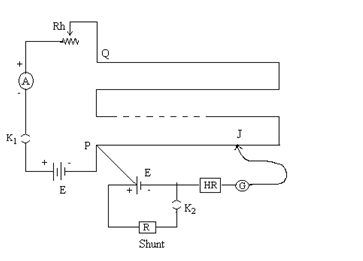 Rh
Q
+
A
-
K1
+ -
E
P
J
E
+ -
HR
G
K2
R
Shunt